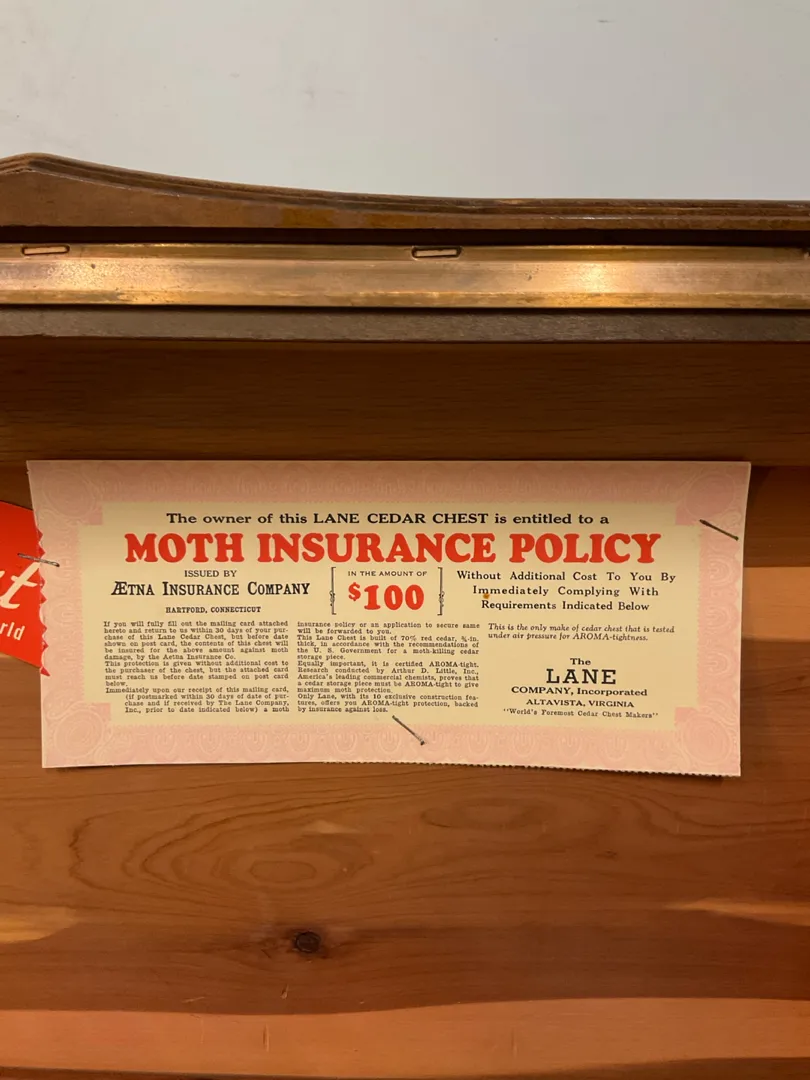 The owner of this LANE CEDAR CHEST is entitled to a
MOTH INSURANCE POLICY
ISSUED BY
ÆTNA INSURANCE COMPANY
HARTFORD, CONNECTICUT
IN THE AMOUNT OF
$100
Without Additional Cost To You By
Immediately Complying With
Requirements Indicated Below
If you will fully fill out the mailing card attached
hereto and return to us within 30 days of your pur-
chase of this Lane Cedar Chest, but before date
shown on post card, the contents of this chest will
be insured for the above amount against moth
damage, by the Aetna Insurance Co.
This protection is given without additional cost to
the purchaser of the chest, but the attached card
must reach us before date stamped on post card
below.
Immediately upon our receipt of this mailing card,
(if postmarked within 30 days of date of pur-
chase and if received by The Lane Company,
Inc., prior to date indicated below) a moth
insurance policy or an application to secure same
will be forwarded to you.
This Lane Chest is built of 70% red cedar, ¾-in.
thick, in accordance with the recommendations of
the U. S. Government for a moth-killing cedar
storage piece.
Equally important, it is certified AROMA-tight.
Research conducted by Arthur D. Little, Inc.,
America's leading commercial chemists, proves that
a cedar storage piece must be AROMA-tight to give
maximum moth protection.
Only Lane, with its 10 exclusive construction fea-
tures, offers you AROMA-tight protection, backed
by insurance against loss.
This is the only make of cedar chest that is tested
under air pressure for AROMA-tightness.
The
LANE
COMPANY, Incorporated
ALTAVISTA, VIRGINIA
"World's Foremost Cedar Chest Makers"
t
rld